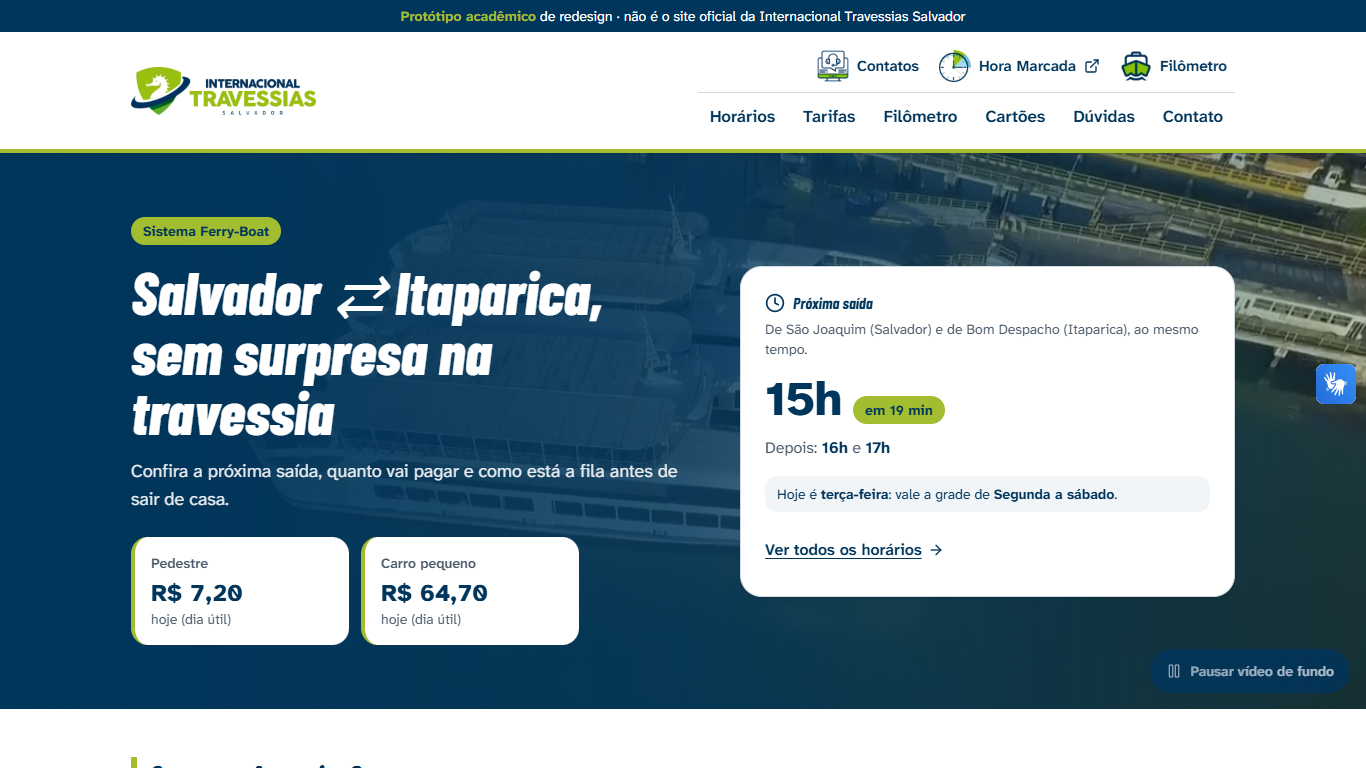 Protótipo acadêmico de redesign · não é o site oficial da Internacional Travessias Salvador
INTERNACIONAL
TRAVESSIAS
SALVADOR
Contatos
Hora Marcada
Filômetro
Horários
Tarifas
Filômetro
Cartões
Dúvidas
Contato
Sistema Ferry-Boat
Salvador ⇄ Itaparica,
sem surpresa na
travessia
Confira a próxima saída, quanto vai pagar e como está a fila antes de
sair de casa.
Pedestre
R$ 7,20
hoje (dia útil)
Carro pequeno
R$ 64,70
hoje (dia útil)
Próxima saída
De São Joaquim (Salvador) e de Bom Despacho (Itaparica), ao mesmo
tempo.
15h em 19 min
Depois: 16h e 17h
Hoje é terça-feira: vale a grade de Segunda a sábado.
Ver todos os horários →
Pausar vídeo de fundo